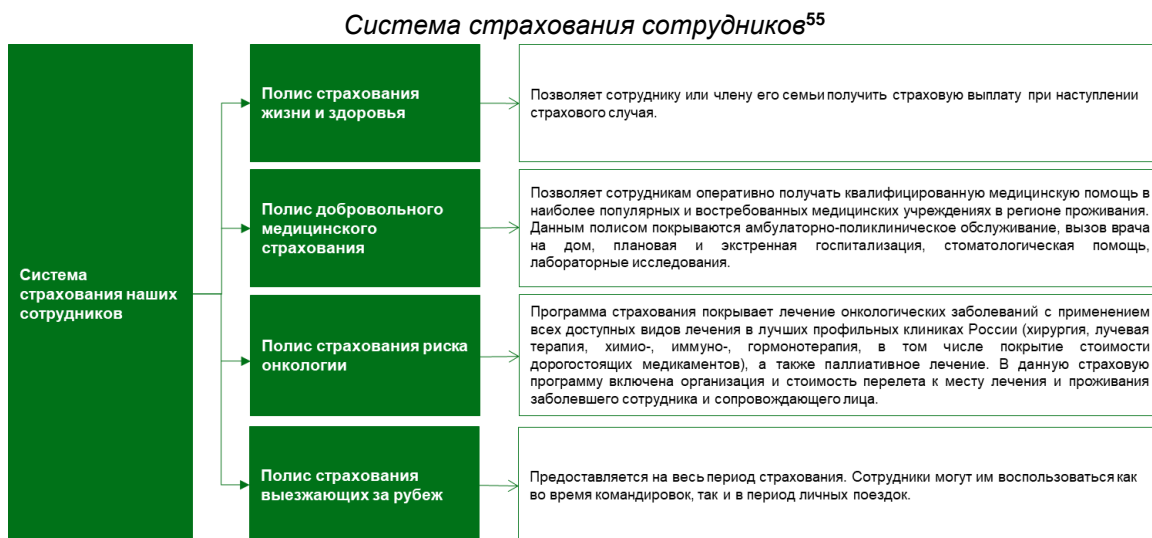 Система страхования сотрудников55
Система
страхования наших
сотрудников
Полис страхования
жизни и здоровья
Позволяет сотруднику или члену его семьи получить страховую выплату при наступлении
страхового случая.
Полис добровольного
медицинского
страхования
Позволяет сотрудникам оперативно получать квалифицированную медицинскую помощь в
наиболее популярных и востребованных медицинских учреждениях в регионе проживания.
Данным полисом покрываются амбулаторно-поликлиническое обслуживание, вызов врача
на дом, плановая и экстренная госпитализация, стоматологическая помощь,
лабораторные исследования.
Полис страхования риска
онкологии
Программа страхования покрывает лечение онкологических заболеваний с применением
всех доступных видов лечения в лучших профильных клиниках России (хирургия, лучевая
терапия, химио-, иммуно-, гормонотерапия, в том числе покрытие стоимости
дорогостоящих медикаментов), а также паллиативное лечение. В данную страховую
программу включена организация и стоимость перелета к месту лечения и проживания
заболевшего сотрудника и сопровождающего лица.
Полис страхования
выезжающих за рубеж
Предоставляется на весь период страхования. Сотрудники могут им воспользоваться как
во время командировок, так и в период личных поездок.